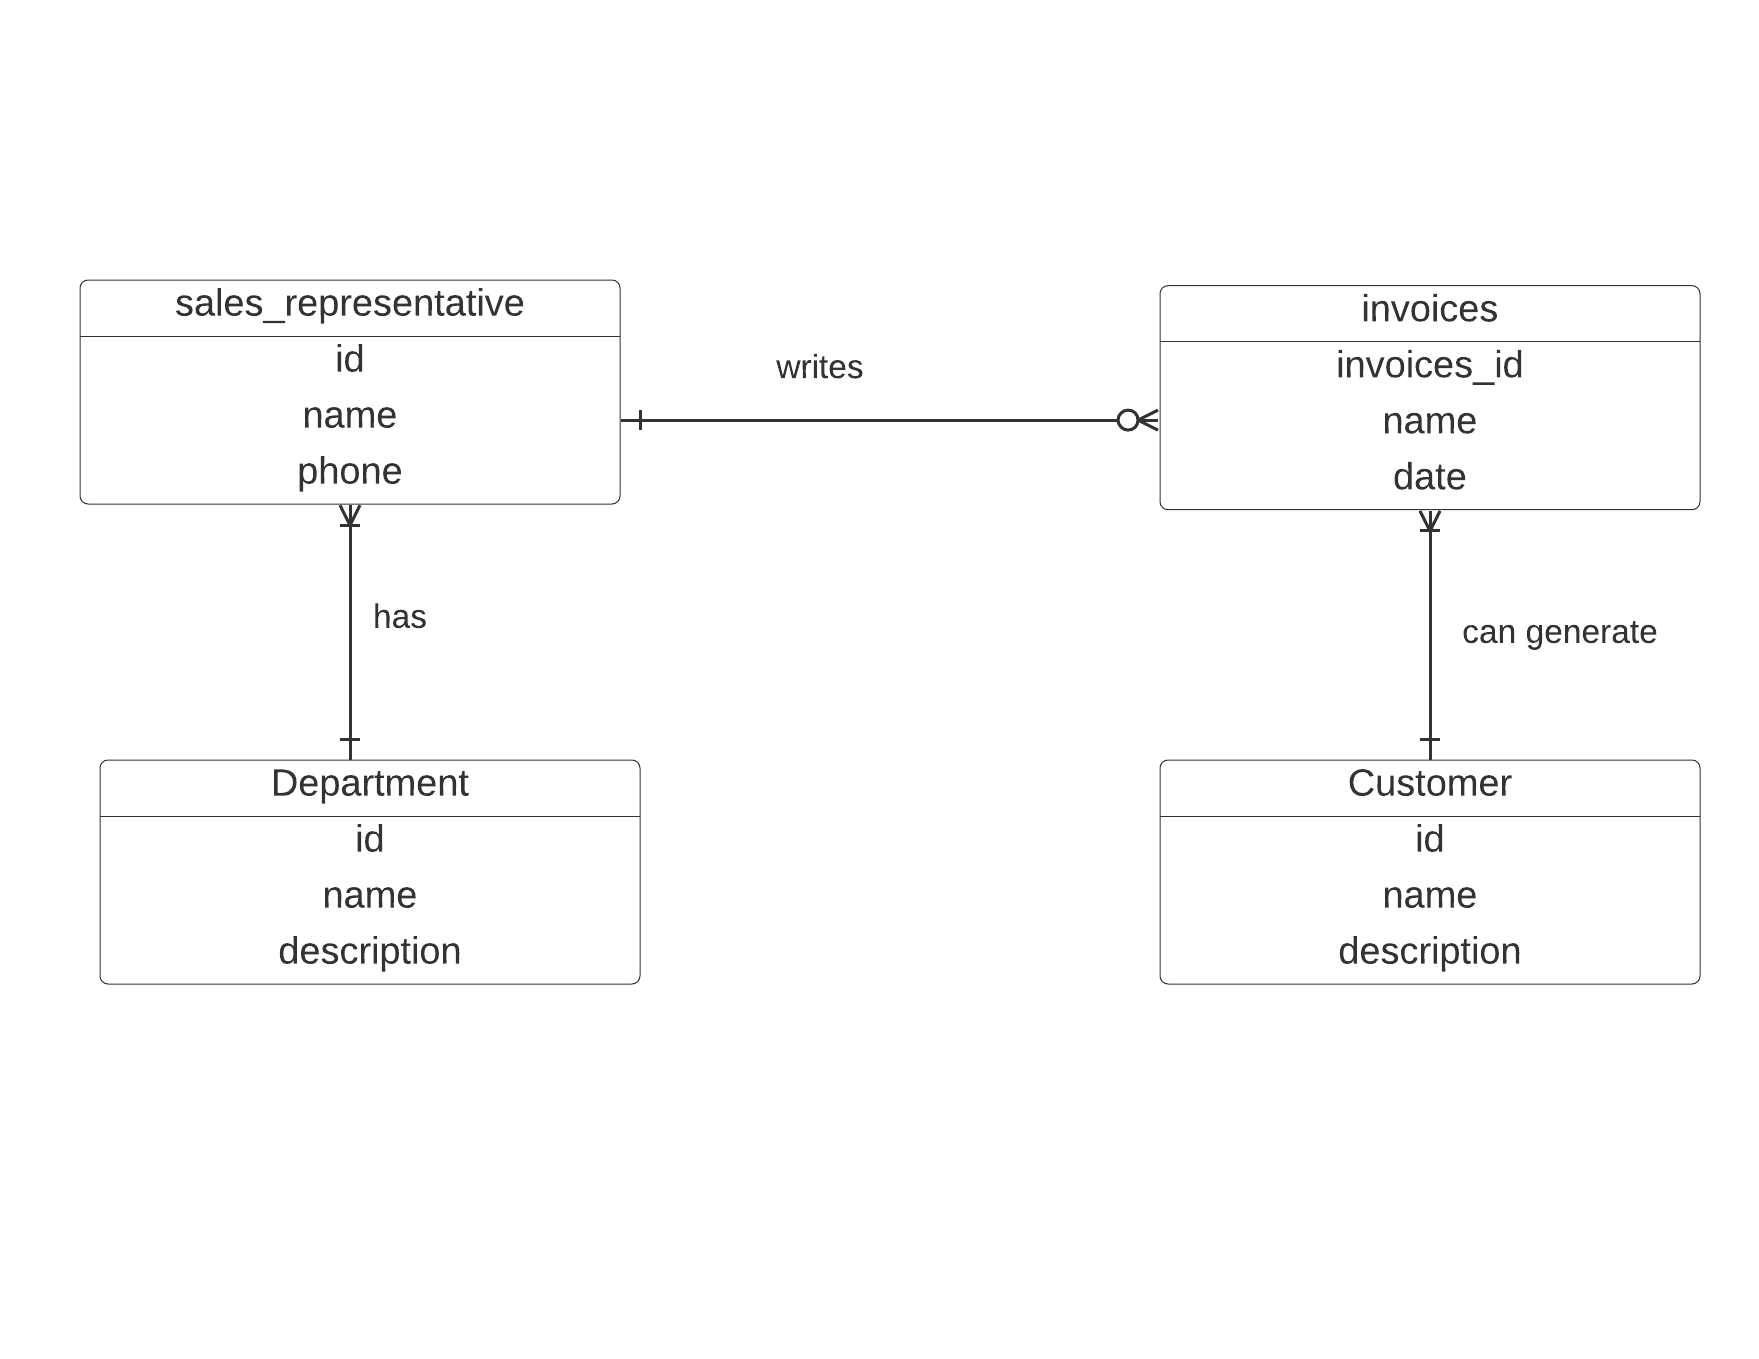 sales_representative
id
name
phone
writes
invoices
invoices_id
name
date
has
can generate
Department
id
name
description
Customer
id
name
description